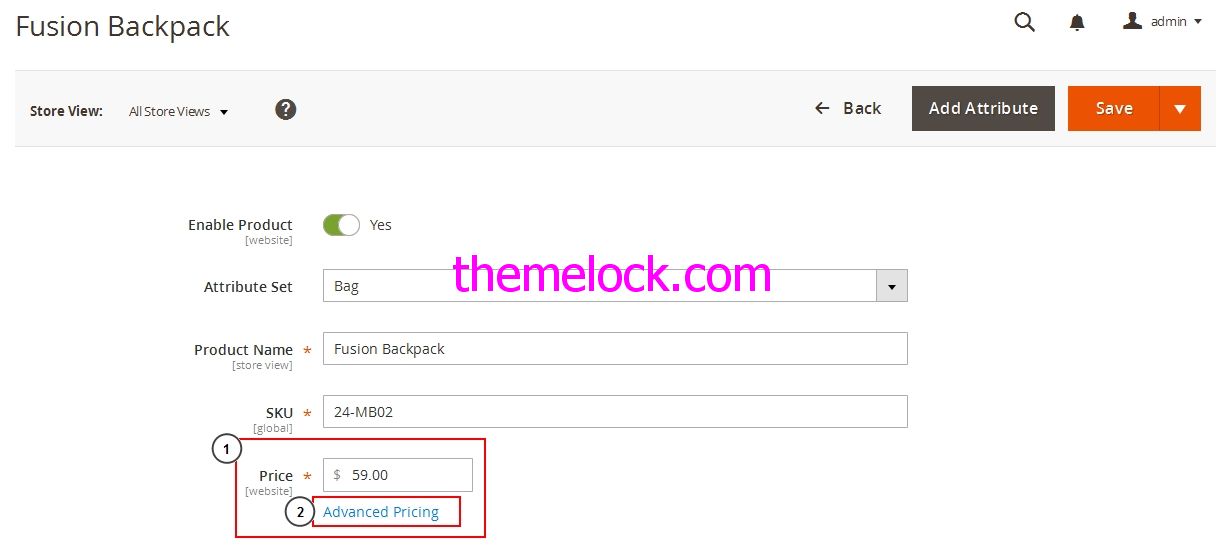 Fusion Backpack
admin
Store View: All Store Views ? Back Add Attribute Save
Enable Product Yes
[website]
themelock.com
Attribute Set Bag
Product Name * Fusion Backpack
[store view]
SKU * 24-MB02
[global]
1
Price * $ 59.00
[website]
2 Advanced Pricing